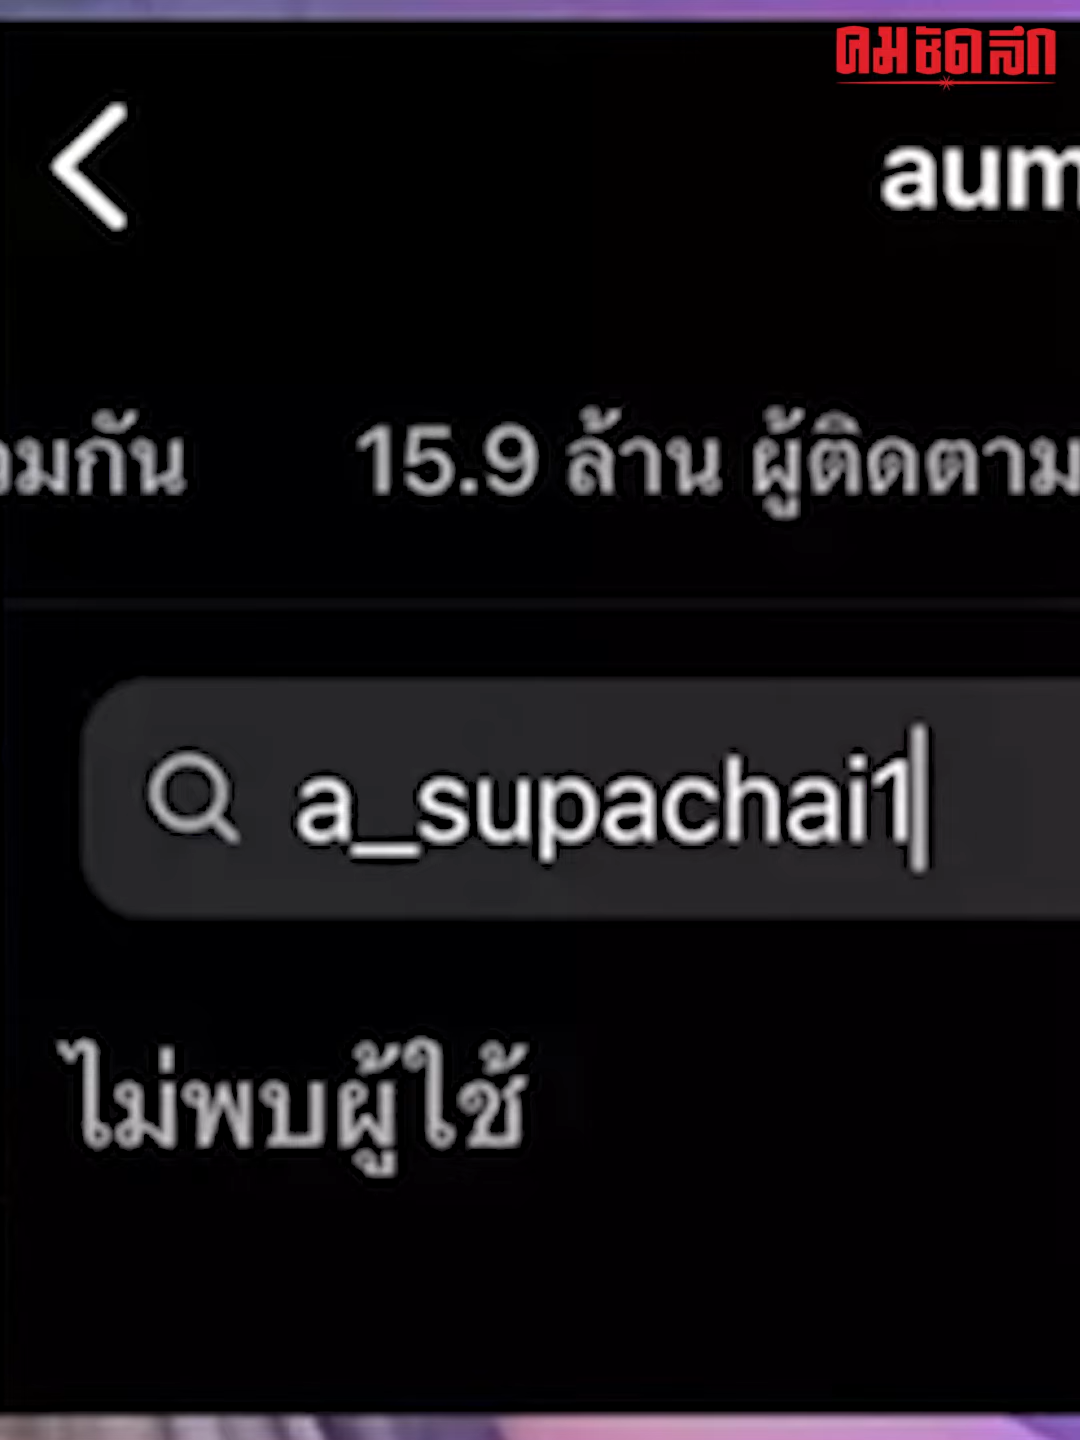 คมชัดลึก
aum
วมกัน 15.9 ล้าน ผู้ติดตาม
a_supachai1
ไม่พบผู้ใช้